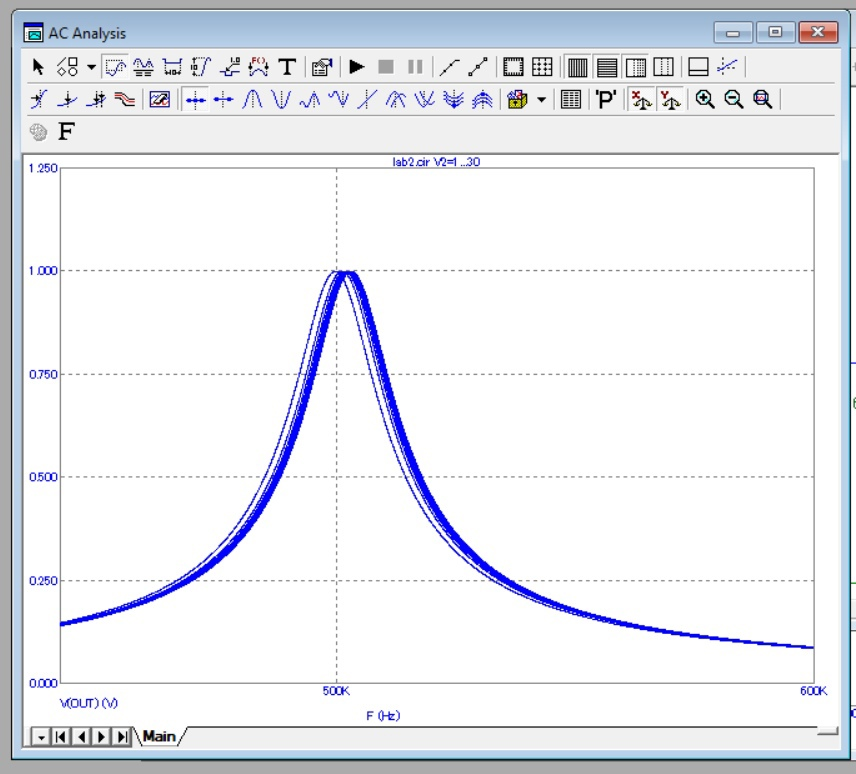 AC Analysis
T
'P'
F
lab2.cir V2=1 ...30
1.250
1.000
0.750
0.500
0.250
0.000
500K
600K
V(OUT) (V)
F (Hz)
Main